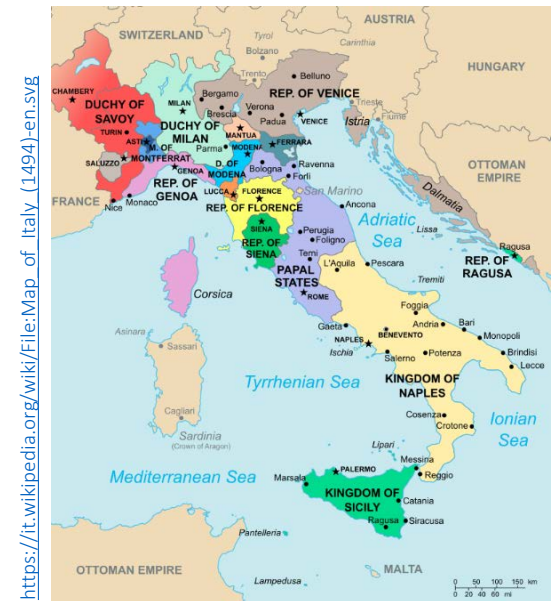 https://it.wikipedia.org/wiki/File:Map_of_Italy_(1494)-en.svg
AUSTRIA
SWITZERLAND
Tyrol
Bolzano
Carinthia
HUNGARY
Trento
Belluno
Bergamo
REP. OF VENICE
Trieste
CHAMBERY
MILAN
Brescia
Verona
Padua
VENICE
Fiume
DUCHY OF
SAVOY
Istria
DUCHY OF
MILAN
MANTUA
TURIN
ASTI
M. OF
MONTFERRAT
Parma
MODENA
FERRARA
OTTOMAN
EMPIRE
SALUZZO
GENOA
D. OF
MODENA
Bologna
Ravenna
Forlì
REP. OF
GENOA
LUCCA
FLORENCE
San Marino
Dalmatia
FRANCE
Nice
Monaco
REP. OF FLORENCE
Ancona
Adriatic
Sea
SIENA
REP. OF
SIENA
Perugia
Foligno
Lissa
Ragusa
REP. OF
RAGUSA
Corsica
PAPAL
STATES
Terni
L'Aquila
Pescara
Tremiti
ROME
Asinara
Sassari
Gaeta
Foggia
Andria
Bari
NAPLES
BENEVENTO
Monopoli
Ischia
Salerno
Potenza
Brindisi
Lecce
Tyrrhenian Sea
KINGDOM OF
NAPLES
Cagliari
Sardinia
(Crown of Aragon)
Cosenza
Crotone
Ionian
Sea
Lipari
Mediterranean Sea
Messina
Reggio
PALERMO
Marsala
KINGDOM OF
SICILY
Catania
Ragusa
Siracusa
Pantelleria
OTTOMAN EMPIRE
Lampedusa
MALTA
0 50 100 150 km
0 20 40 60 mi